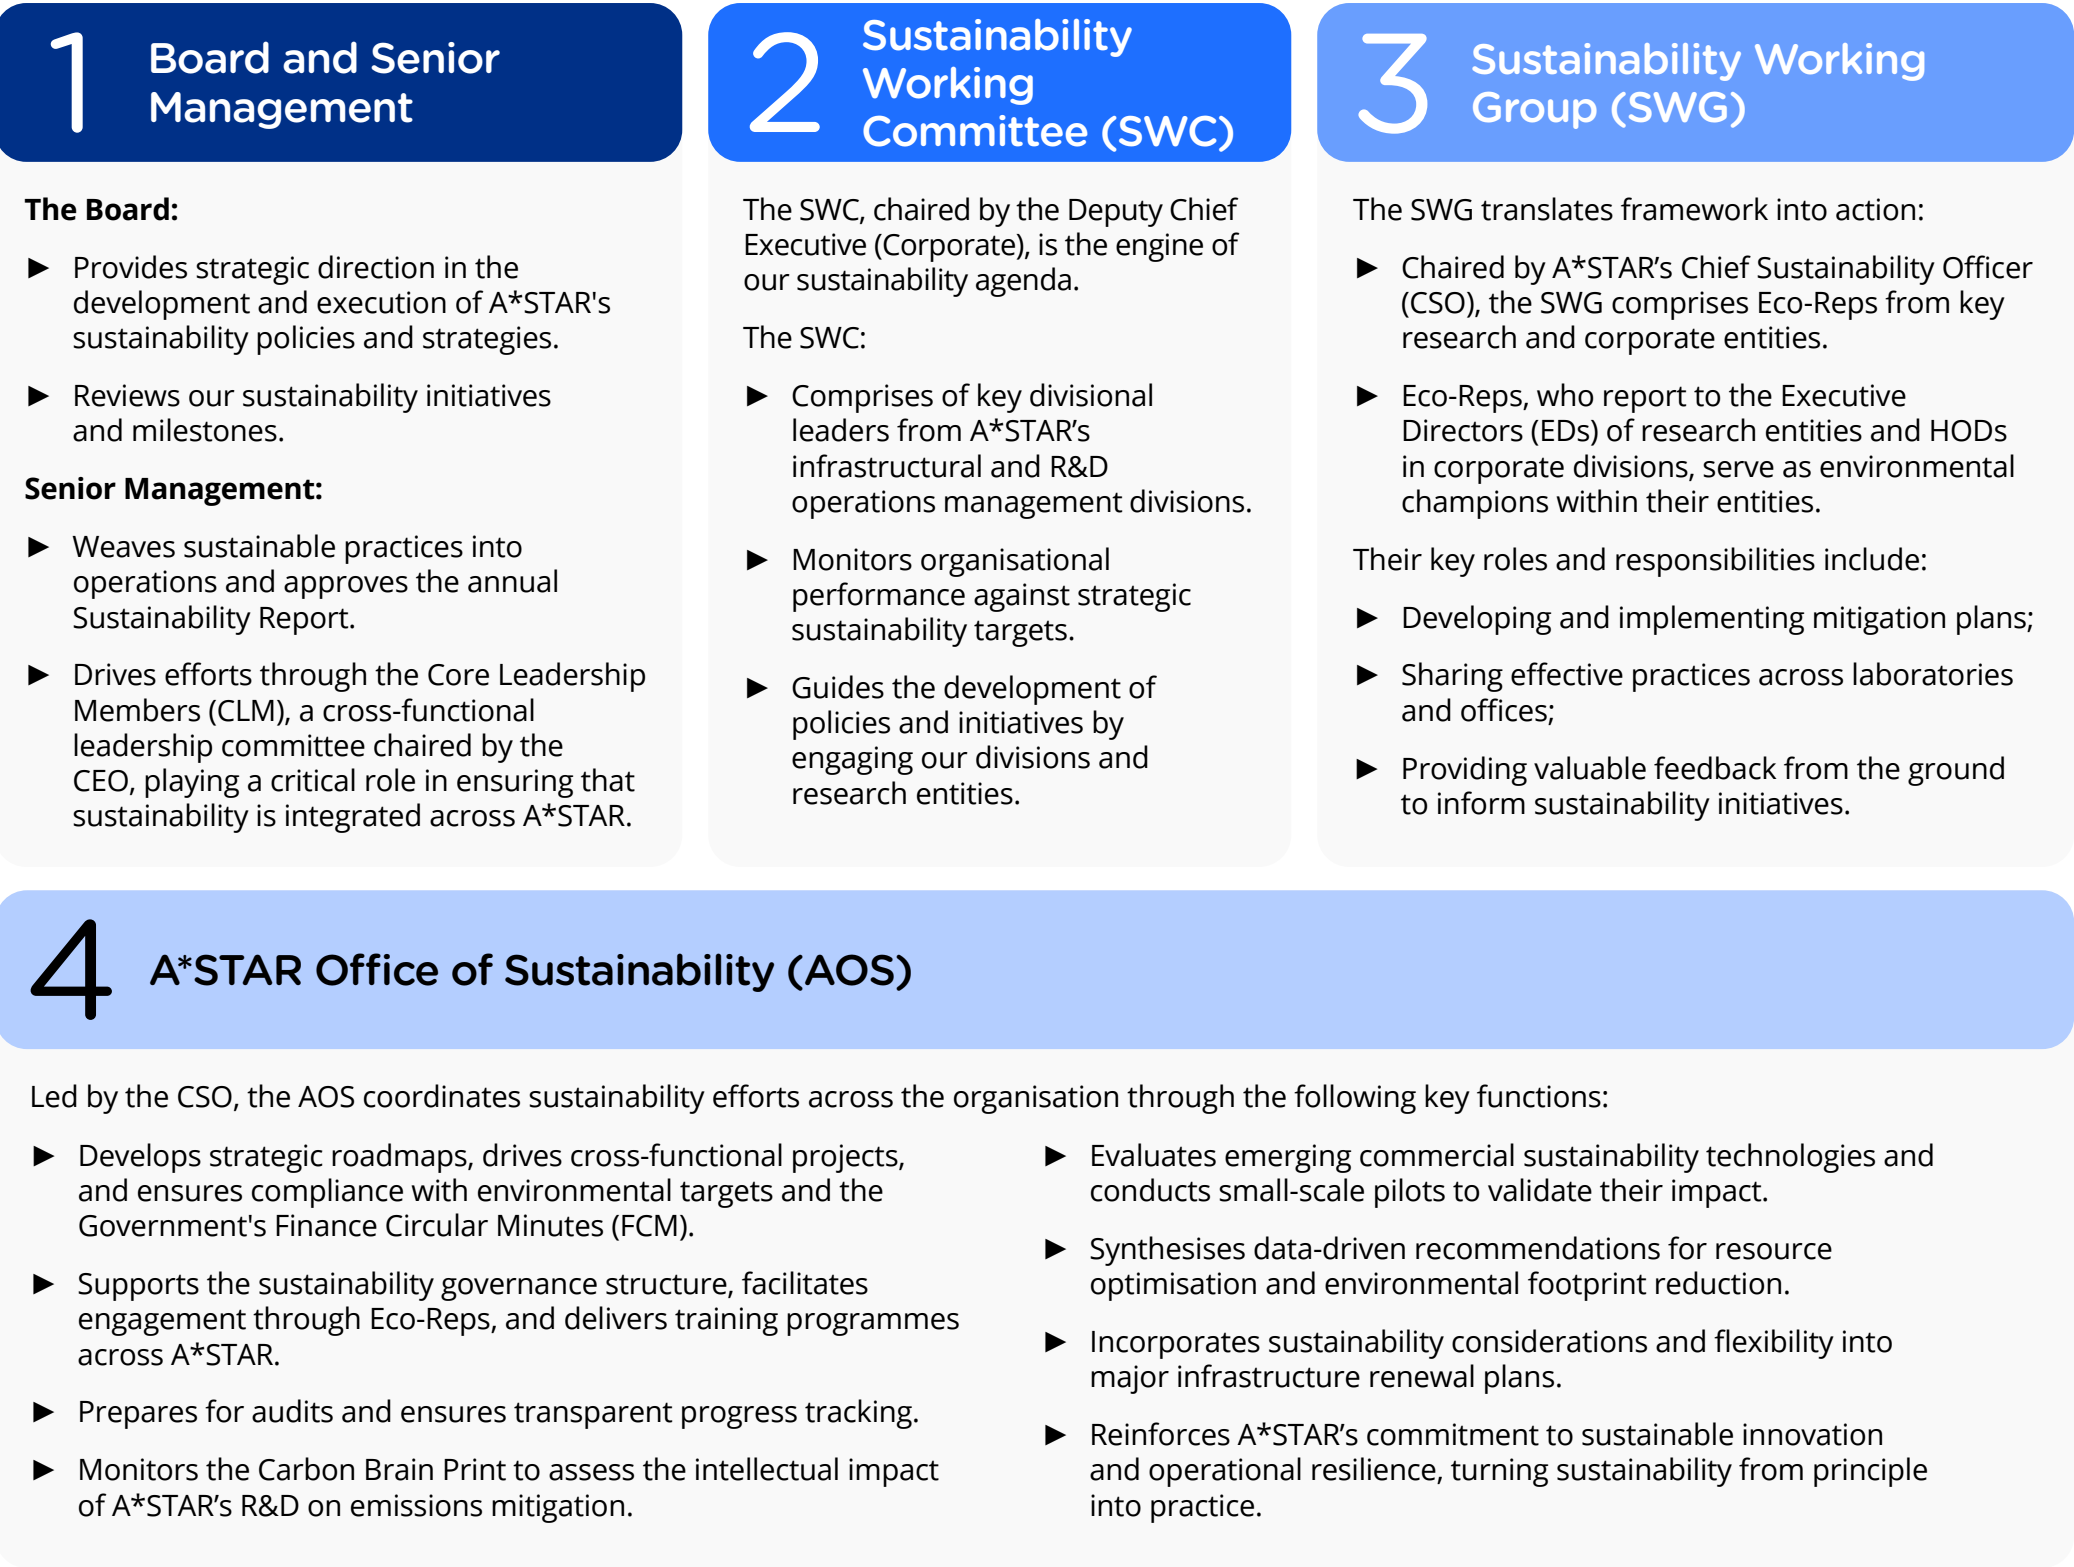 1
Board and Senior
Management
The Board:
► Provides strategic direction in the
development and execution of A*STAR's
sustainability policies and strategies.
► Reviews our sustainability initiatives
and milestones.
Senior Management:
► Weaves sustainable practices into
operations and approves the annual
Sustainability Report.
► Drives efforts through the Core Leadership
Members (CLM), a cross-functional
leadership committee chaired by the
CEO, playing a critical role in ensuring that
sustainability is integrated across A*STAR.
2
Sustainability
Working
Committee (SWC)
The SWC, chaired by the Deputy Chief
Executive (Corporate), is the engine of
our sustainability agenda.
The SWC:
► Comprises of key divisional
leaders from A*STAR’s
infrastructural and R&D
operations management divisions.
► Monitors organisational
performance against strategic
sustainability targets.
► Guides the development of
policies and initiatives by
engaging our divisions and
research entities.
3
Sustainability Working
Group (SWG)
The SWG translates framework into action:
► Chaired by A*STAR’s Chief Sustainability Officer
(CSO), the SWG comprises Eco-Reps from key
research and corporate entities.
► Eco-Reps, who report to the Executive
Directors (EDs) of research entities and HODs
in corporate divisions, serve as environmental
champions within their entities.
Their key roles and responsibilities include:
► Developing and implementing mitigation plans;
► Sharing effective practices across laboratories
and offices;
► Providing valuable feedback from the ground
to inform sustainability initiatives.
4
A*STAR Office of Sustainability (AOS)
Led by the CSO, the AOS coordinates sustainability efforts across the organisation through the following key functions:
► Develops strategic roadmaps, drives cross-functional projects,
and ensures compliance with environmental targets and the
Government's Finance Circular Minutes (FCM).
► Supports the sustainability governance structure, facilitates
engagement through Eco-Reps, and delivers training programmes
across A*STAR.
► Prepares for audits and ensures transparent progress tracking.
► Monitors the Carbon Brain Print to assess the intellectual impact
of A*STAR’s R&D on emissions mitigation.
► Evaluates emerging commercial sustainability technologies and
conducts small-scale pilots to validate their impact.
► Synthesises data-driven recommendations for resource
optimisation and environmental footprint reduction.
► Incorporates sustainability considerations and flexibility into
major infrastructure renewal plans.
► Reinforces A*STAR’s commitment to sustainable innovation
and operational resilience, turning sustainability from principle
into practice.